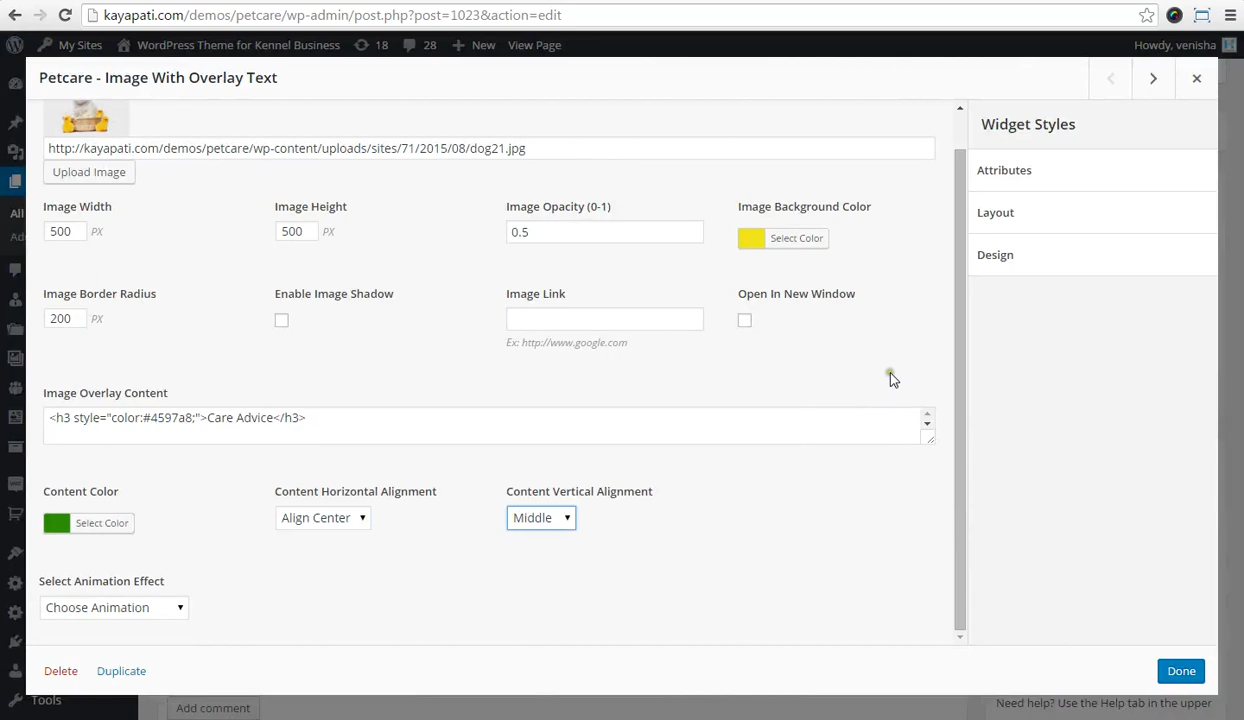 kayapati.com/demos/petcare/wp-admin/post.php?post=1023&action=edit
My Sites
WordPress Theme for Kennel Business
18
28
New
View Page
Howdy, venisha
Petcare - Image With Overlay Text
Widget Styles
http://kayapati.com/demos/petcare/wp-content/uploads/sites/71/2015/08/dog21.jpg
Upload Image
Attributes
Layout
Design
Image Width
Image Height
Image Opacity (0-1)
Image Background Color
500 PX
500 PX
0.5
Select Color
Image Border Radius
Enable Image Shadow
Image Link
Open In New Window
200 PX
Ex: http://www.google.com
Image Overlay Content
<h3 style="color:#4597a8;">Care Advice</h3>
Content Color
Content Horizontal Alignment
Content Vertical Alignment
Select Color
Align Center
Middle
Select Animation Effect
Choose Animation
Delete
Duplicate
Done
All
Ad
Tools
Add comment
Need help? Use the Help tab in the upper